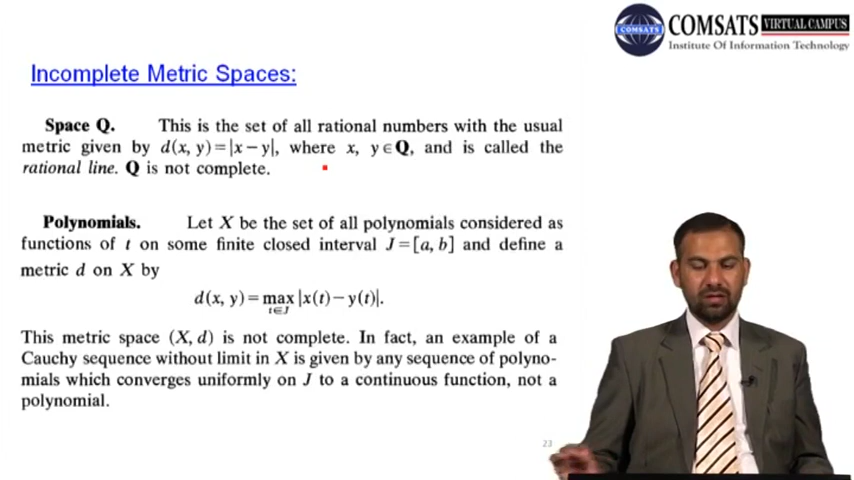 COMSATS VIRTUAL CAMPUS
COMSATS
Institute Of Information Technology
Incomplete Metric Spaces:
Space Q. This is the set of all rational numbers with the usual
metric given by d(x, y)=|x−y|, where x, y∈Q, and is called the
rational line. Q is not complete.
Polynomials. Let X be the set of all polynomials considered as
functions of t on some finite closed interval J=[a, b] and define a
metric d on X by
d(x, y)=max|x(t)−y(t)|.
t∈J
This metric space (X, d) is not complete. In fact, an example of a
Cauchy sequence without limit in X is given by any sequence of polyno-
mials which converges uniformly on J to a continuous function, not a
polynomial.
23